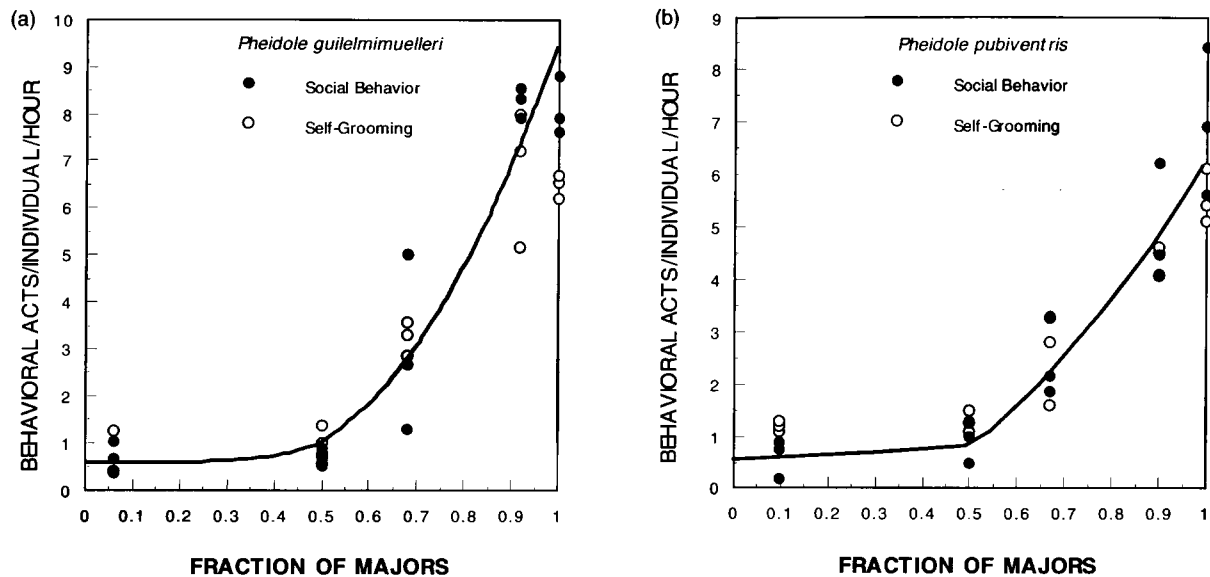 (a)
BEHAVIORAL ACTS/INDIVIDUAL/HOUR
10
9
8
7
6
5
4
3
2
1
0
Pheidole guilelmimuelleri
Social Behavior
Self-Grooming
0 0.1 0.2 0.3 0.4 0.5 0.6 0.7 0.8 0.9 1
FRACTION OF MAJORS
(b)
BEHAVIORAL ACTS/INDIVIDUAL/HOUR
9
8
7
6
5
4
3
2
1
0
Pheidole pubiventris
Social Behavior
Self-Grooming
0 0.1 0.2 0.3 0.4 0.5 0.6 0.7 0.8 0.9 1
FRACTION OF MAJORS